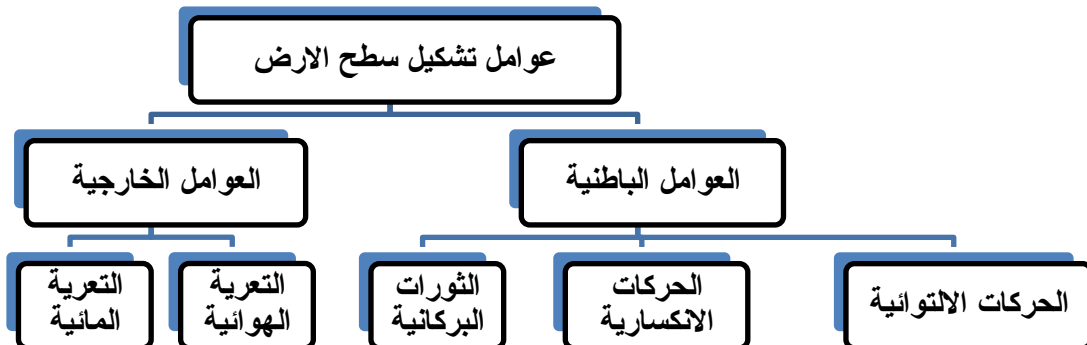 عوامل تشكيل سطح الارض
العوامل الباطنية
العوامل الخارجية
الحركات الالتوائية
الحركات
الانكسارية
الثورات
البركانية
التعرية
الهوائية
التعرية
المائية